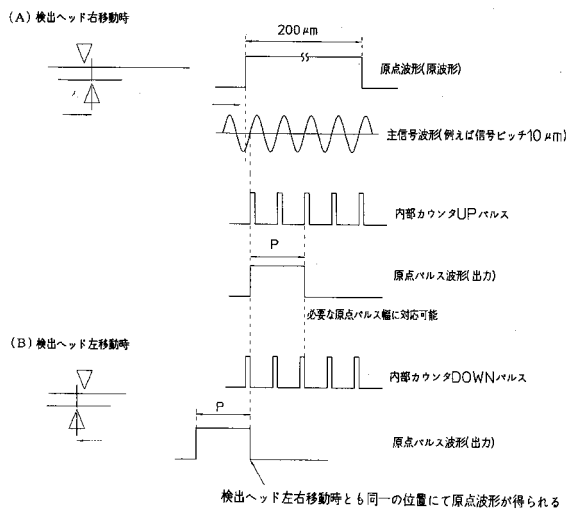 (A) 検出ヘッド右移動時
200μm
原点波形(原波形)
主信号波形(例えば信号ピッチ10μm)
内部カウンタUPパルス
P
原点パルス波形(出力)
必要な原点パルス幅に対応可能
(B) 検出ヘッド左移動時
内部カウンタDOWNパルス
P
原点パルス波形(出力)
検出ヘッド左右移動時とも同一の位置にて原点波形が得られる